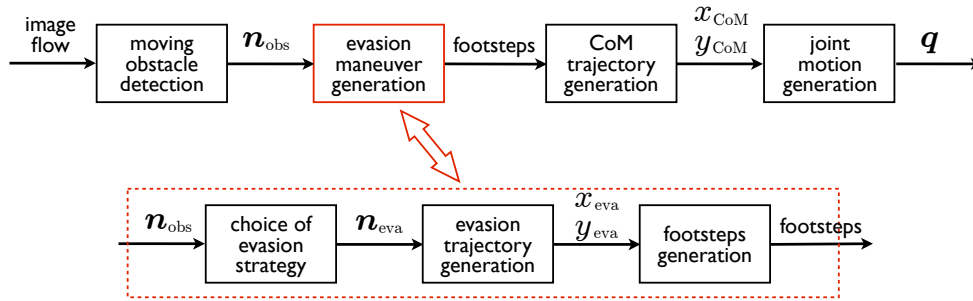 image
flow
moving
obstacle
detection
n_obs
evasion
maneuver
generation
footsteps
CoM
trajectory
generation
x_CoM
y_CoM
joint
motion
generation
q
n_obs
choice of
evasion
strategy
n_eva
evasion
trajectory
generation
x_eva
y_eva
footsteps
generation
footsteps